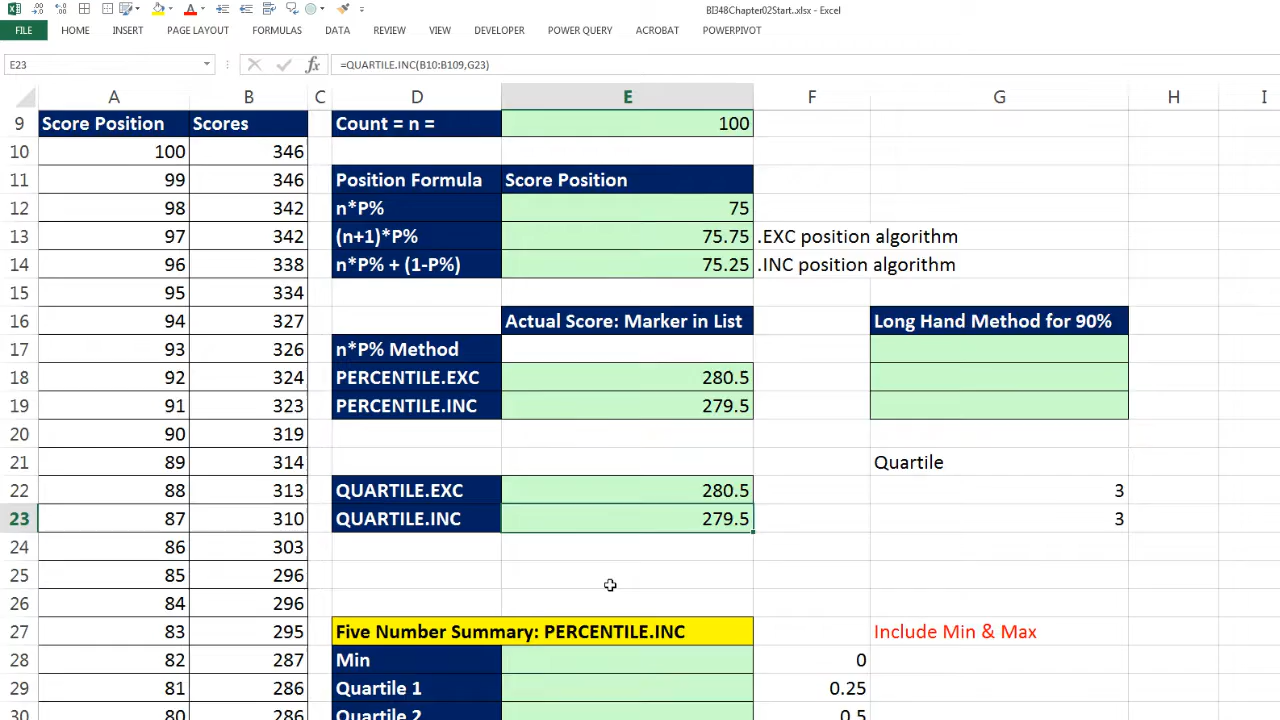 BI348Chapter02Start..xlsx - Excel
FILE HOME INSERT PAGE LAYOUT FORMULAS DATA REVIEW VIEW DEVELOPER POWER QUERY ACROBAT POWERPIVOT
E23 fx =QUARTILE.INC(B10:B109,G23)
A B C D E F G H I
9 Score Position Scores Count = n = 100
10 100 346
11 99 346 Position Formula Score Position
12 98 342 n*P% 75
13 97 342 (n+1)*P% 75.75 .EXC position algorithm
14 96 338 n*P% + (1-P%) 75.25 .INC position algorithm
15 95 334
16 94 327 Actual Score: Marker in List Long Hand Method for 90%
17 93 326 n*P% Method
18 92 324 PERCENTILE.EXC 280.5
19 91 323 PERCENTILE.INC 279.5
20 90 319
21 89 314 Quartile
22 88 313 QUARTILE.EXC 280.5 3
23 87 310 QUARTILE.INC 279.5 3
24 86 303
25 85 296
26 84 296
27 83 295 Five Number Summary: PERCENTILE.INC Include Min & Max
28 82 287 Min 0
29 81 286 Quartile 1 0.25
30 80 286 Quartile 2 0.5